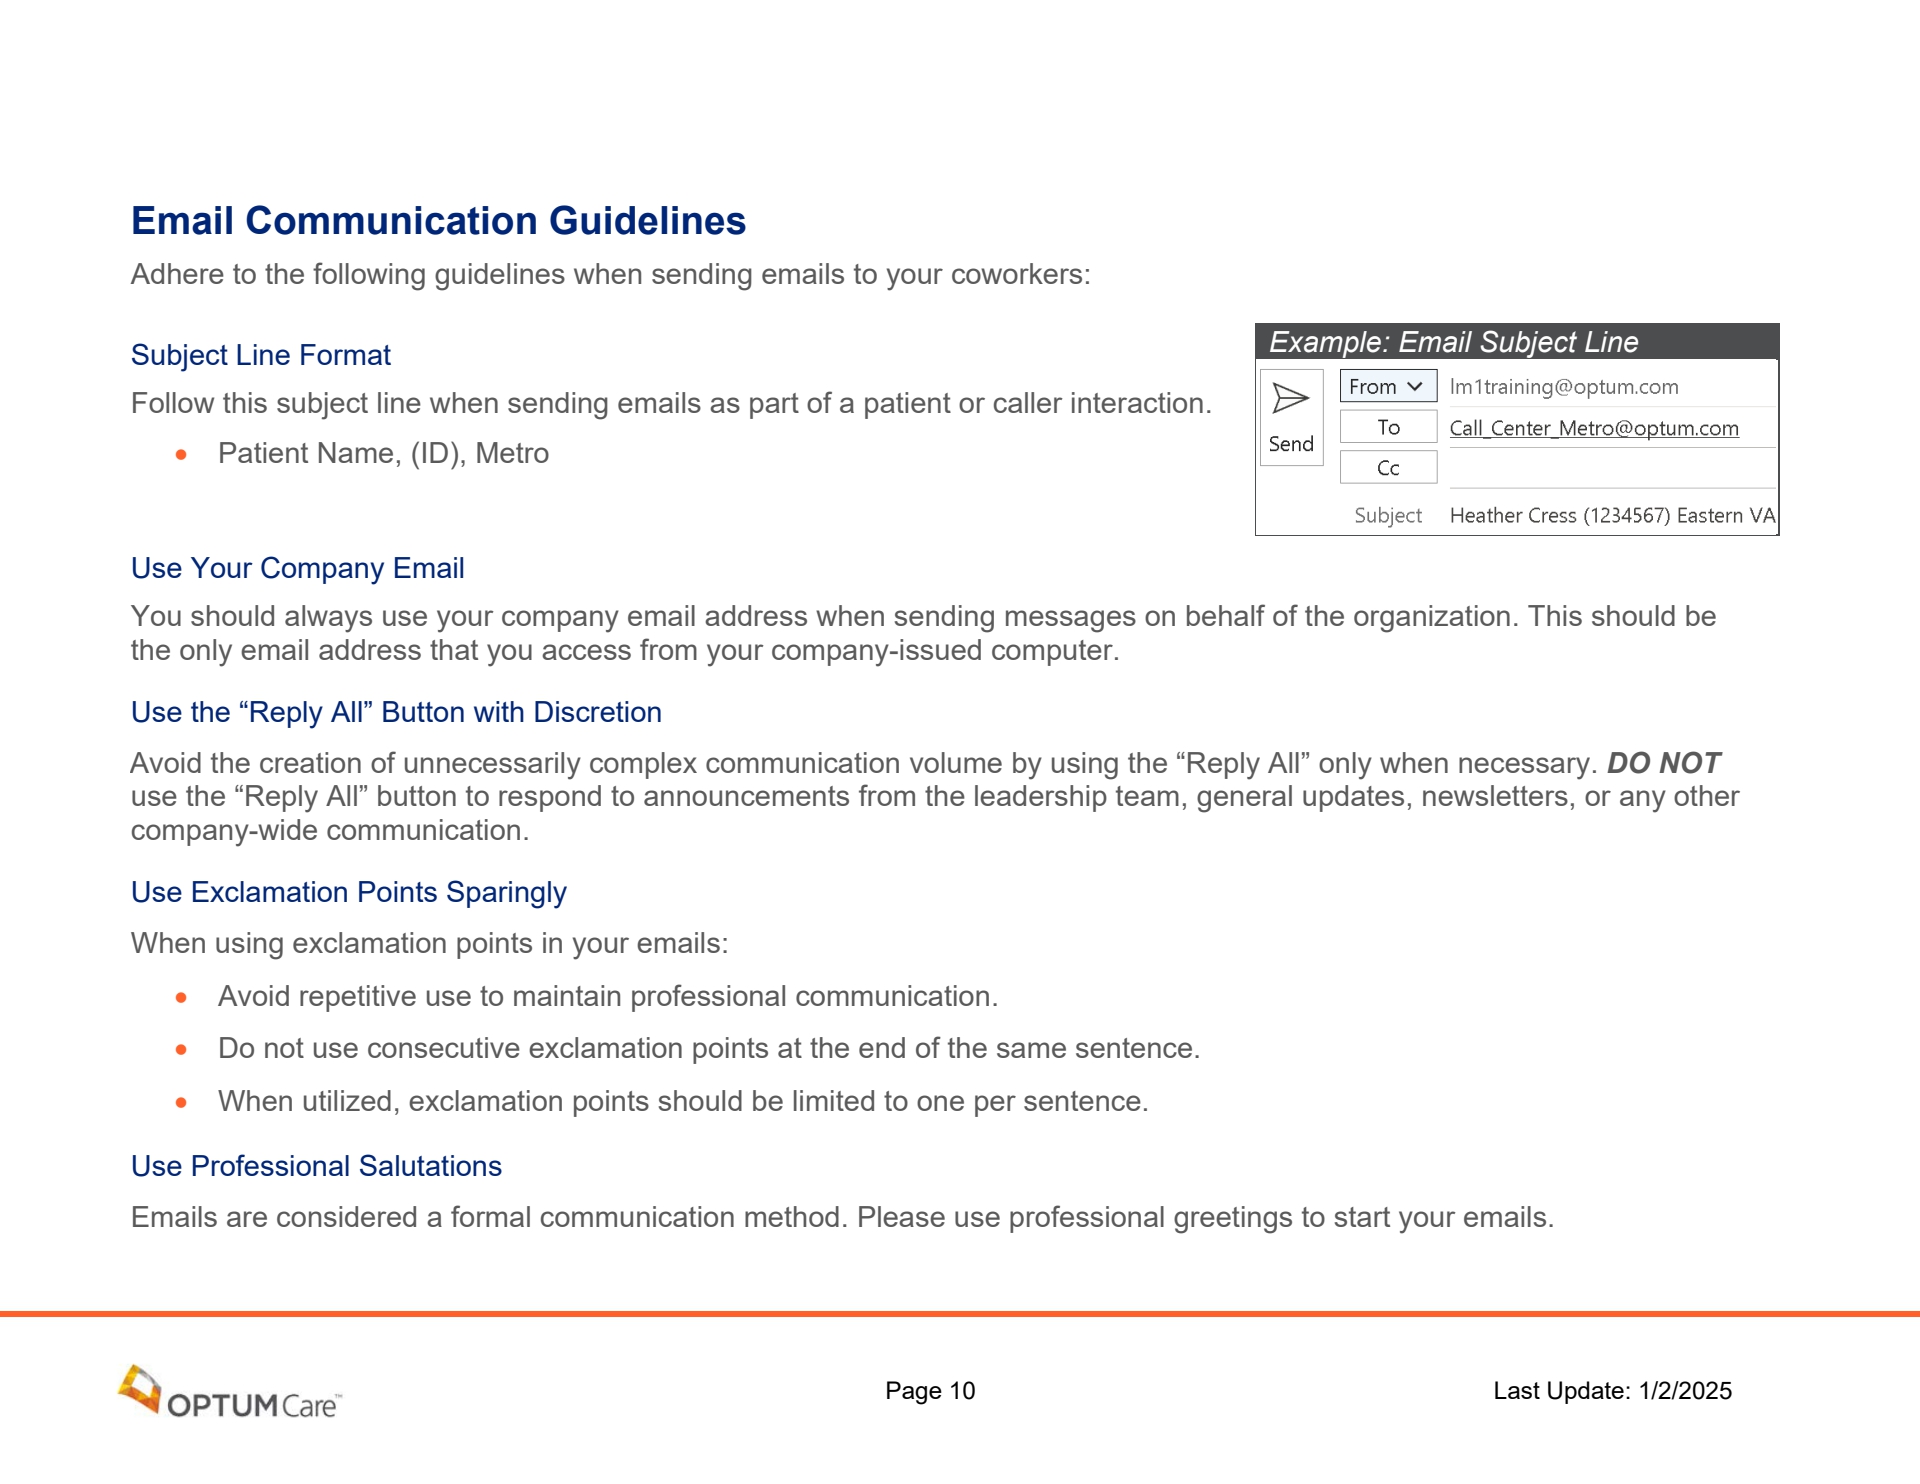 Email Communication Guidelines
Adhere to the following guidelines when sending emails to your coworkers:
Subject Line Format
Follow this subject line when sending emails as part of a patient or caller interaction.
• Patient Name, (ID), Metro
Example: Email Subject Line
Send
From
lm1training@optum.com
To
Call_Center_Metro@optum.com
Cc
Subject
Heather Cress (1234567) Eastern VA
Use Your Company Email
You should always use your company email address when sending messages on behalf of the organization. This should be
the only email address that you access from your company-issued computer.
Use the “Reply All” Button with Discretion
Avoid the creation of unnecessarily complex communication volume by using the “Reply All” only when necessary. DO NOT
use the “Reply All” button to respond to announcements from the leadership team, general updates, newsletters, or any other
company-wide communication.
Use Exclamation Points Sparingly
When using exclamation points in your emails:
• Avoid repetitive use to maintain professional communication.
• Do not use consecutive exclamation points at the end of the same sentence.
• When utilized, exclamation points should be limited to one per sentence.
Use Professional Salutations
Emails are considered a formal communication method. Please use professional greetings to start your emails.
OPTUM Care™
Page 10
Last Update: 1/2/2025